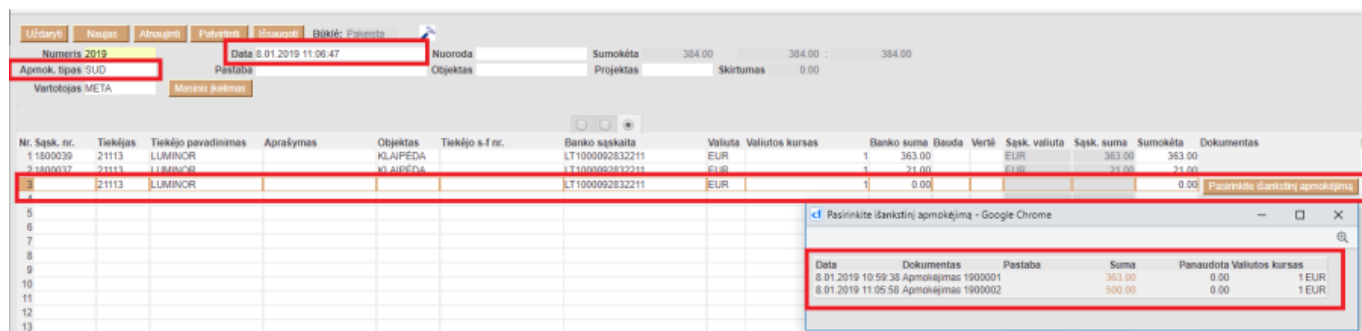 Uždaryti Naujas Atnaujinti Patvirtinti Išsaugoti Būklė: Pakeista
Numeris 2019 Data 8.01.2019 11:06:47 Nuoroda Sumokėta 384.00 384.00 : 384.00
Apmok. tipas SUD Pastaba Objektas Projektas Skirtumas 0.00
Vartotojas META Masinis įkėlimas
Nr. Sąsk. nr. Tiekėjas Tiekėjo pavadinimas Aprašymas Objektas Tiekėjo s-f nr. Banko sąskaita Valiuta Valiutos kursas Banko suma Bauda Vertė Sąsk. valiuta Sąsk. suma Sumokėta Dokumentas
1 1800039 21113 LUMINOR KLAIPĖDA LT1000092832211 EUR 1 363.00 EUR 363.00 363.00
2 1800037 21113 LUMINOR KLAIPĖDA LT1000092832211 EUR 1 21.00 EUR 21.00 21.00
3 21113 LUMINOR LT1000092832211 EUR 1 0.00 0.00 Pasirinkite išankstinį apmokėjimą
4
5
6
7
8
9
10
11
12
13
Pasirinkite išankstinį apmokėjimą - Google Chrome
Data Dokumentas Pastaba Suma Panaudota Valiutos kursas
8.01.2019 10:59:38 Apmokėjimas 1900001 363.00 0.00 1 EUR
8.01.2019 11:05:58 Apmokėjimas 1900002 500.00 0.00 1 EUR